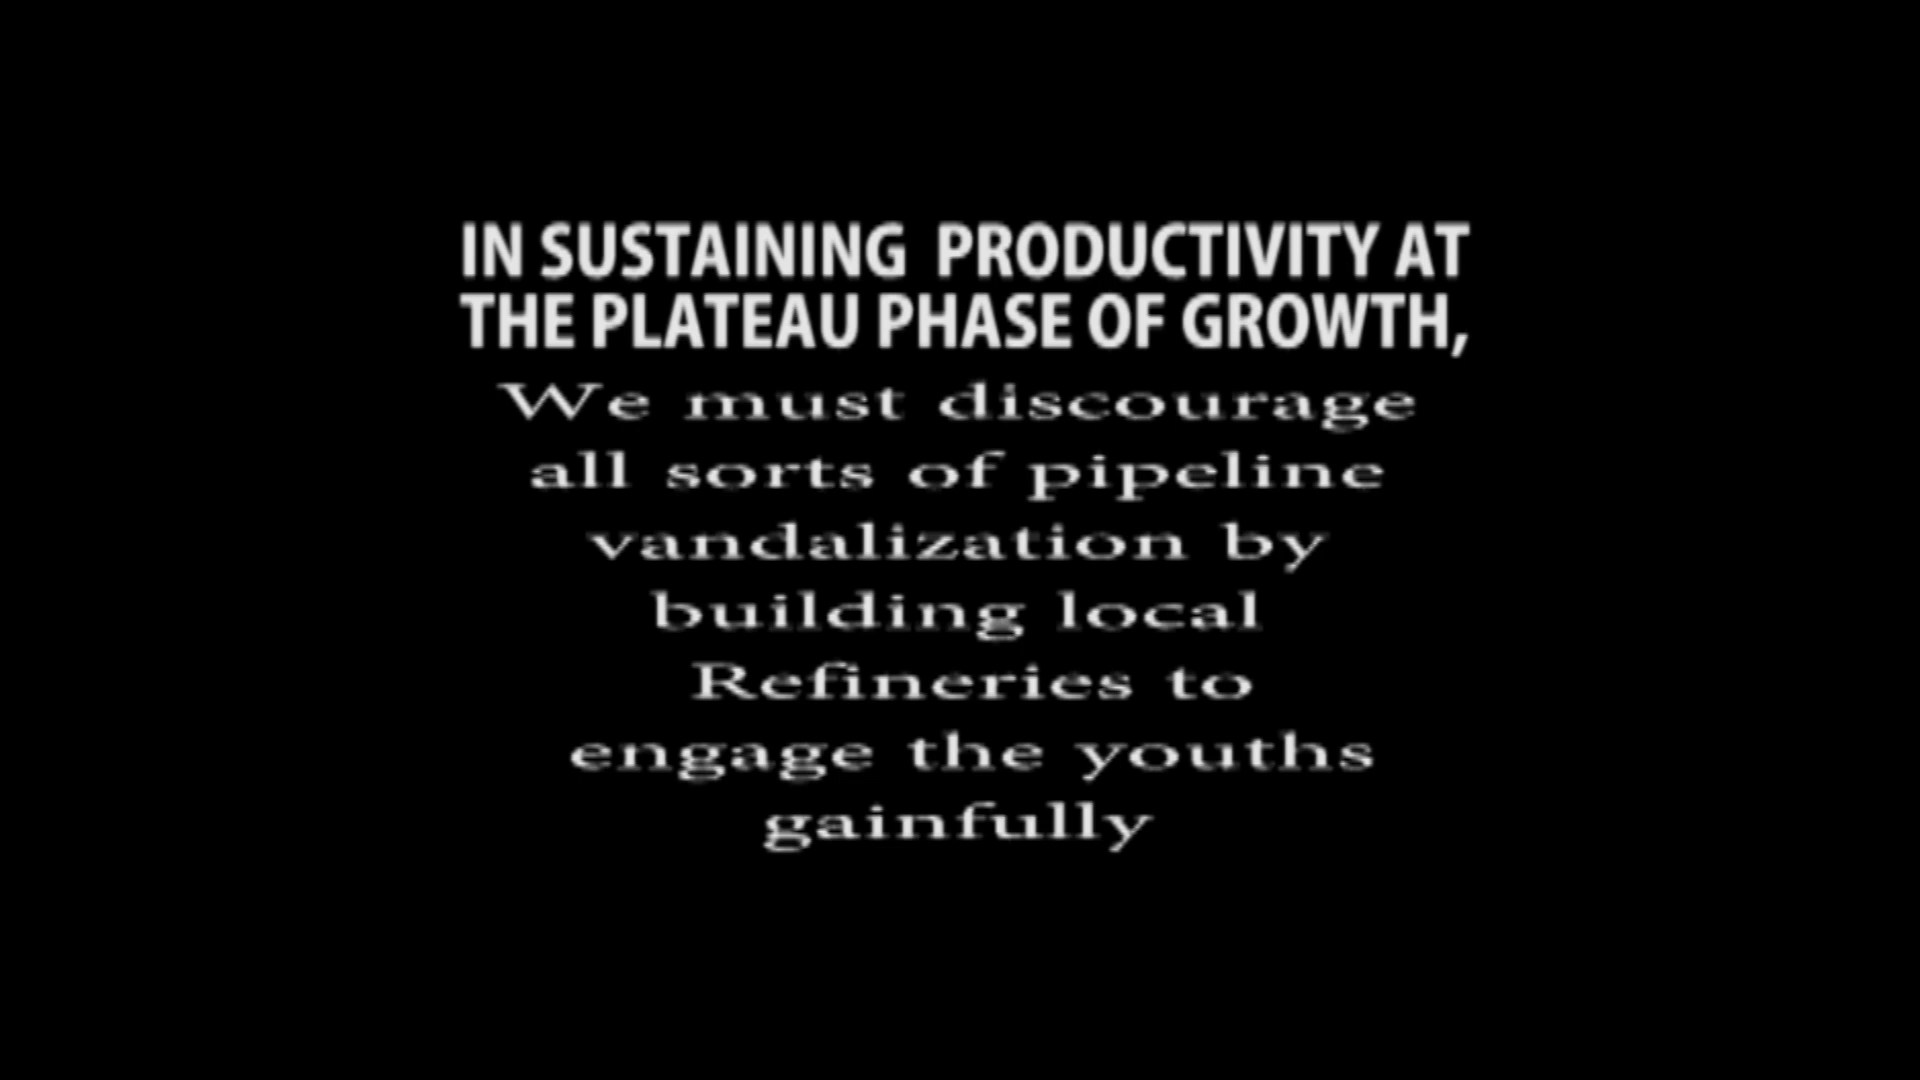 IN SUSTAINING PRODUCTIVITY AT
THE PLATEAU PHASE OF GROWTH,
We must discourage
all sorts of pipeline
vandalization by
building local
Refineries to
engage the youths
gainfully